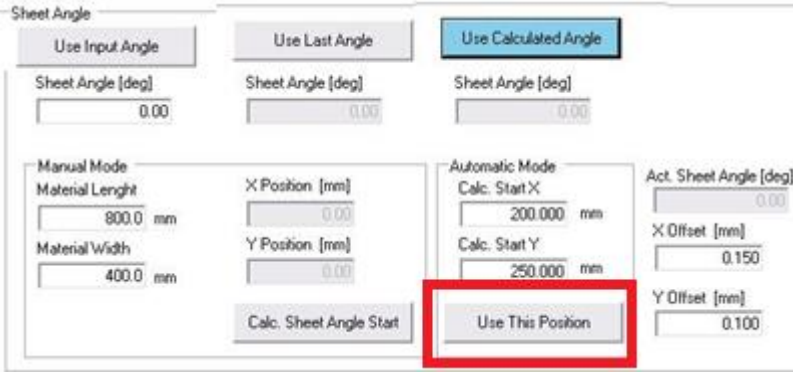 Sheet Angle
Use Input Angle
Use Last Angle
Use Calculated Angle
Sheet Angle [deg]
0.00
Sheet Angle [deg]
0.00
Sheet Angle [deg]
0.00
Manual Mode
Material Lenght
800.0 mm
Material Width
400.0 mm
X Position [mm]
0.00
Y Position [mm]
0.00
Calc. Sheet Angle Start
Automatic Mode
Calc. Start X
200.000 mm
Calc. Start Y
250.000 mm
Use This Position
Act. Sheet Angle [deg]
0.00
X Offset [mm]
0.150
Y Offset [mm]
0.100